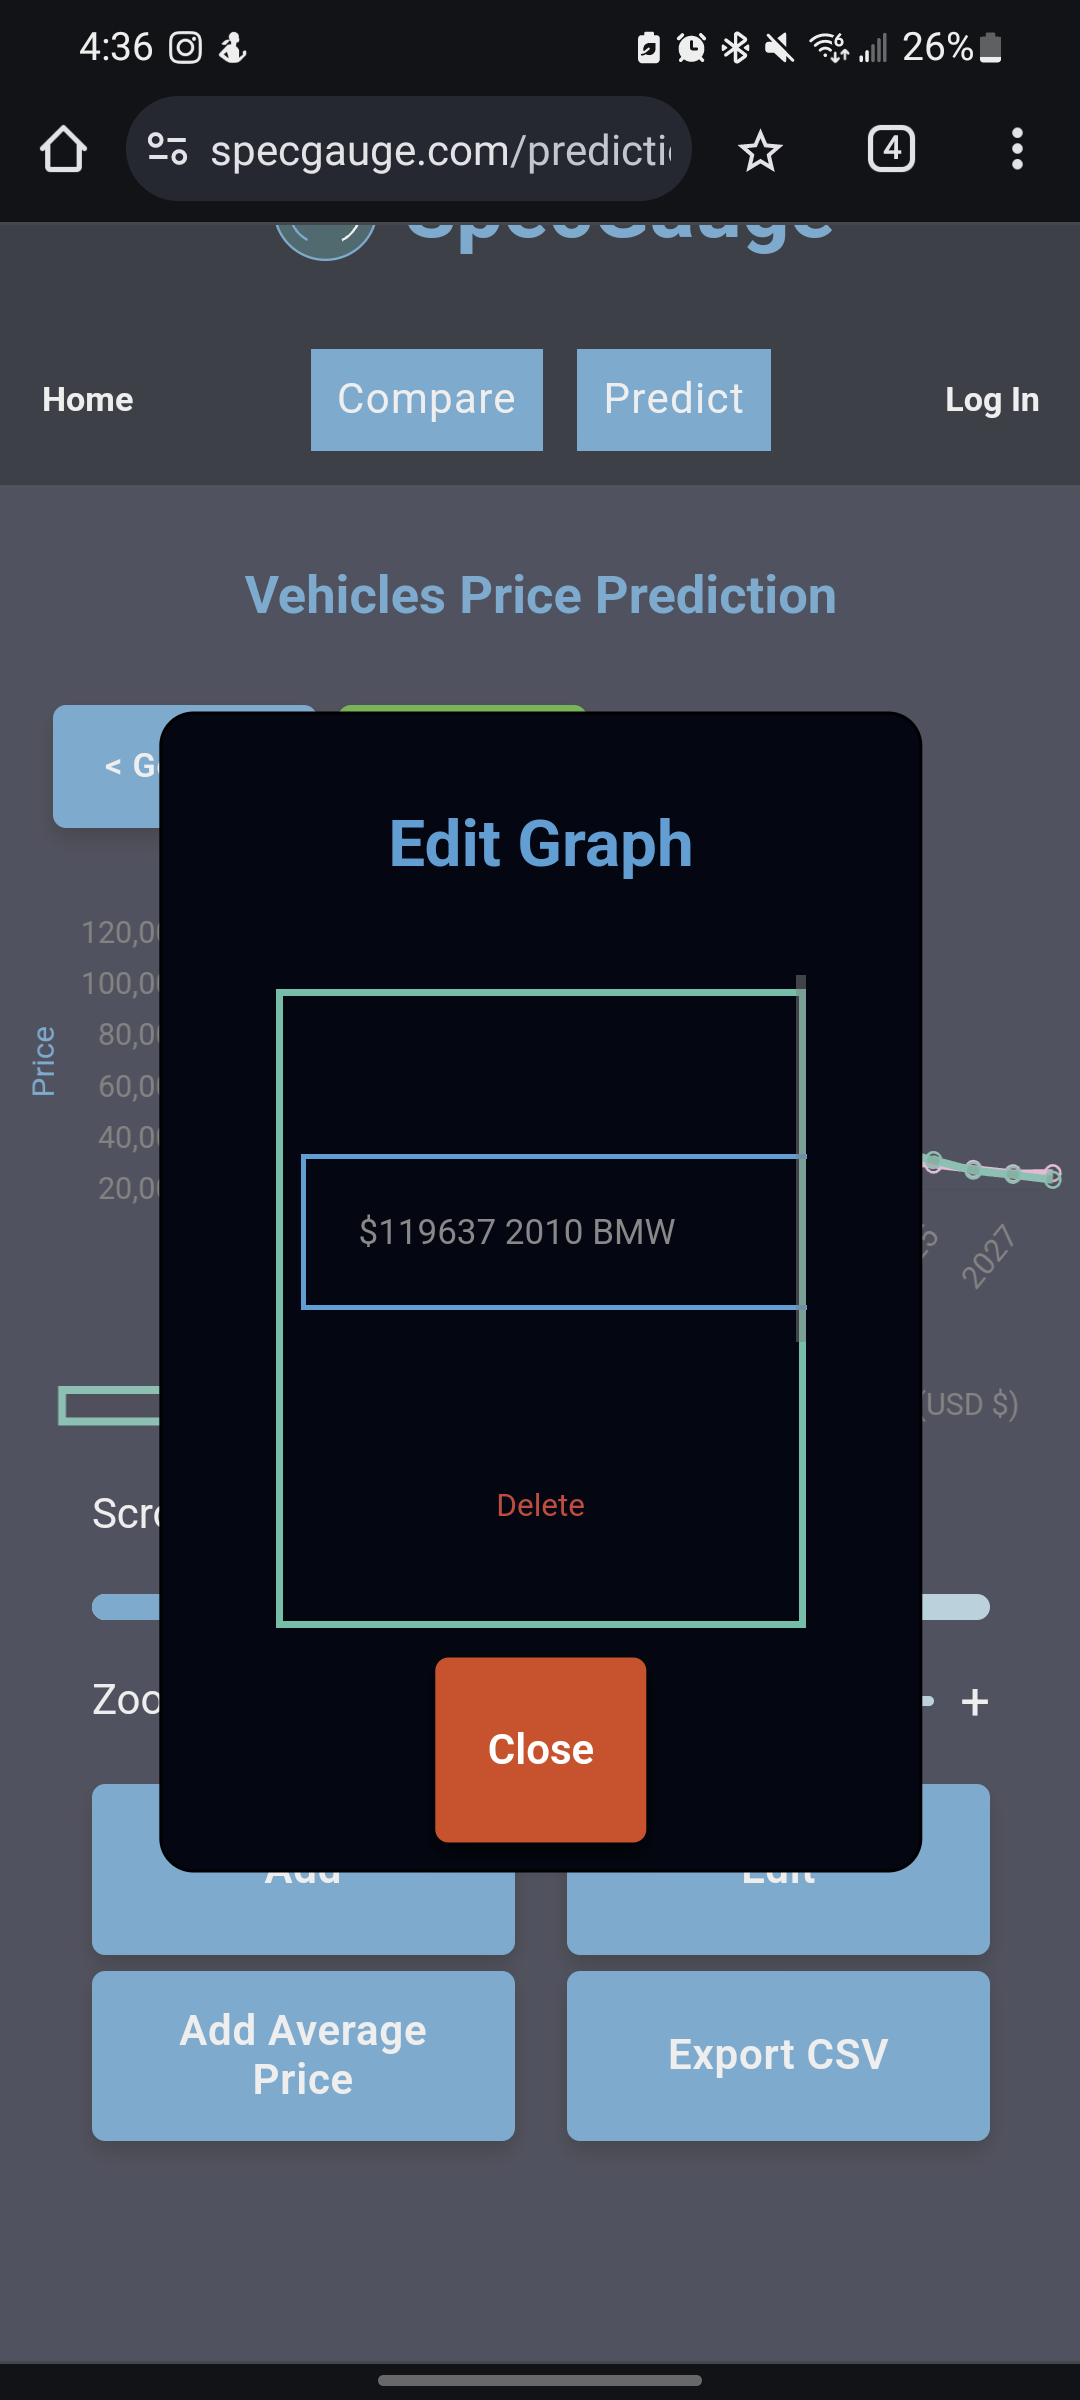 4:36
26%
specgauge.com/predicti
4
SpecGauge
Home
Compare
Predict
Log In
Vehicles Price Prediction
< G
Edit Graph
120,0
100,0
80,0
60,0
40,0
20,0
Price
$119637 2010 BMW
2027
(USD $)
Delete
Scr
Zoo
+
Close
Add
Edit
Add Average
Price
Export CSV